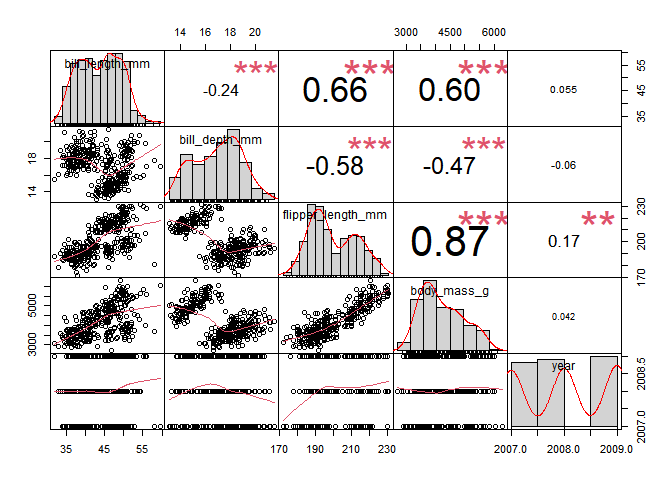 14 16 18 20
3000 4500 6000
bill_length_mm
-0.24
***
0.66
***
0.60
***
0.055
35 45 55
14 18
bill_depth_mm
-0.58
***
-0.47
***
-0.06
flipper_length_mm
0.87
***
0.17
**
170 200 230
3000 5000
body_mass_g
0.042
year
2007.0 2008.5
35 45 55
170 190 210 230
2007.0 2008.0 2009.0